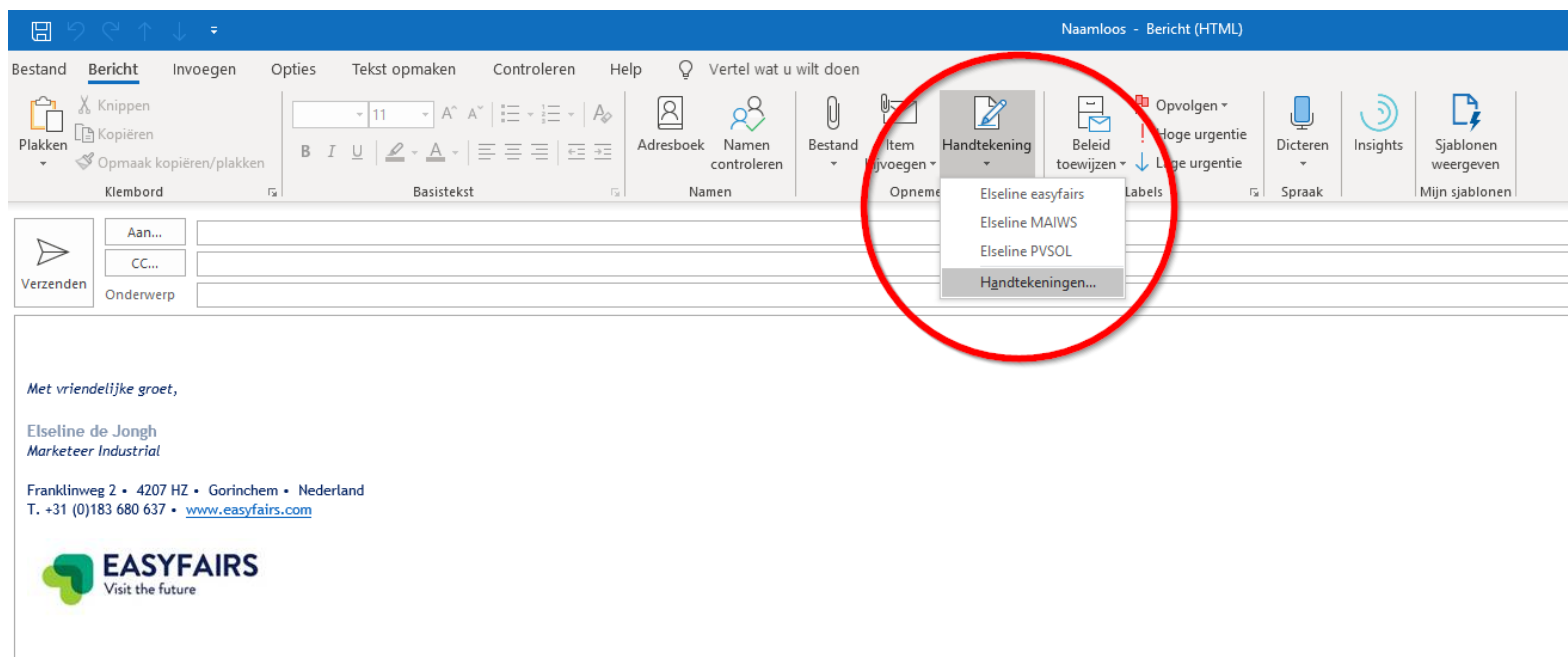 Naamloos - Bericht (HTML)
Bestand Bericht Invoegen Opties Tekst opmaken Controleren Help Vertel wat u wilt doen
Plakken
Knippen
Kopiëren
Opmaak kopiëren/plakken
Klembord
11
B I U A
Basistekst
Adresboek
Namen controleren
Namen
Bestand
Item
Handtekening
Beleid toewijzen
Opvolgen
Hoge urgentie
Lage urgentie
Labels
Dicteren
Spraak
Insights
Sjablonen weergeven
Mijn sjablonen
Elseline easyfairs
Elseline MAIWS
Elseline PVSOL
Handtekeningen...
Verzenden
Aan...
CC...
Onderwerp
Met vriendelijke groet,
Elseline de Jongh
Marketeer Industrial
Franklinweg 2 • 4207 HZ • Gorinchem • Nederland
T. +31 (0)183 680 637 • www.easyfairs.com
EASYFAIRS
Visit the future